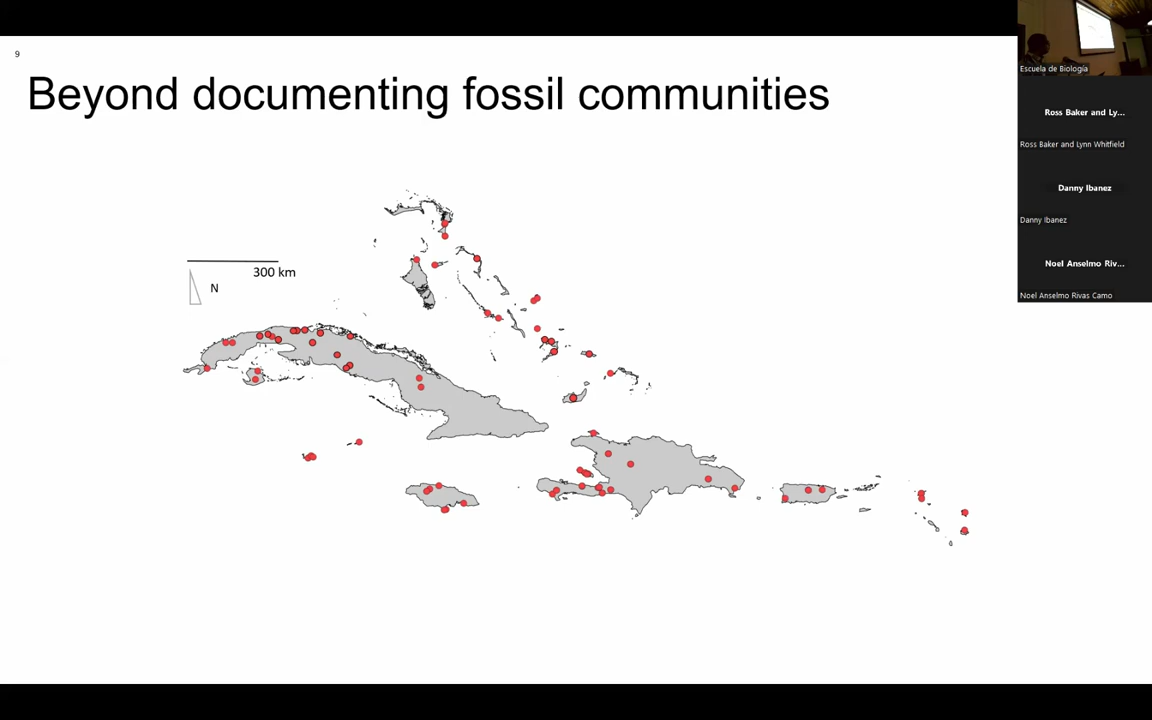 9
Beyond documenting fossil communities
300 km
N
Escuela de Biología
Ross Baker and Ly...
Ross Baker and Lynn Whitfield
Danny Ibanez
Danny Ibanez
Noel Anselmo Riv...
Noel Anselmo Rivas Camo